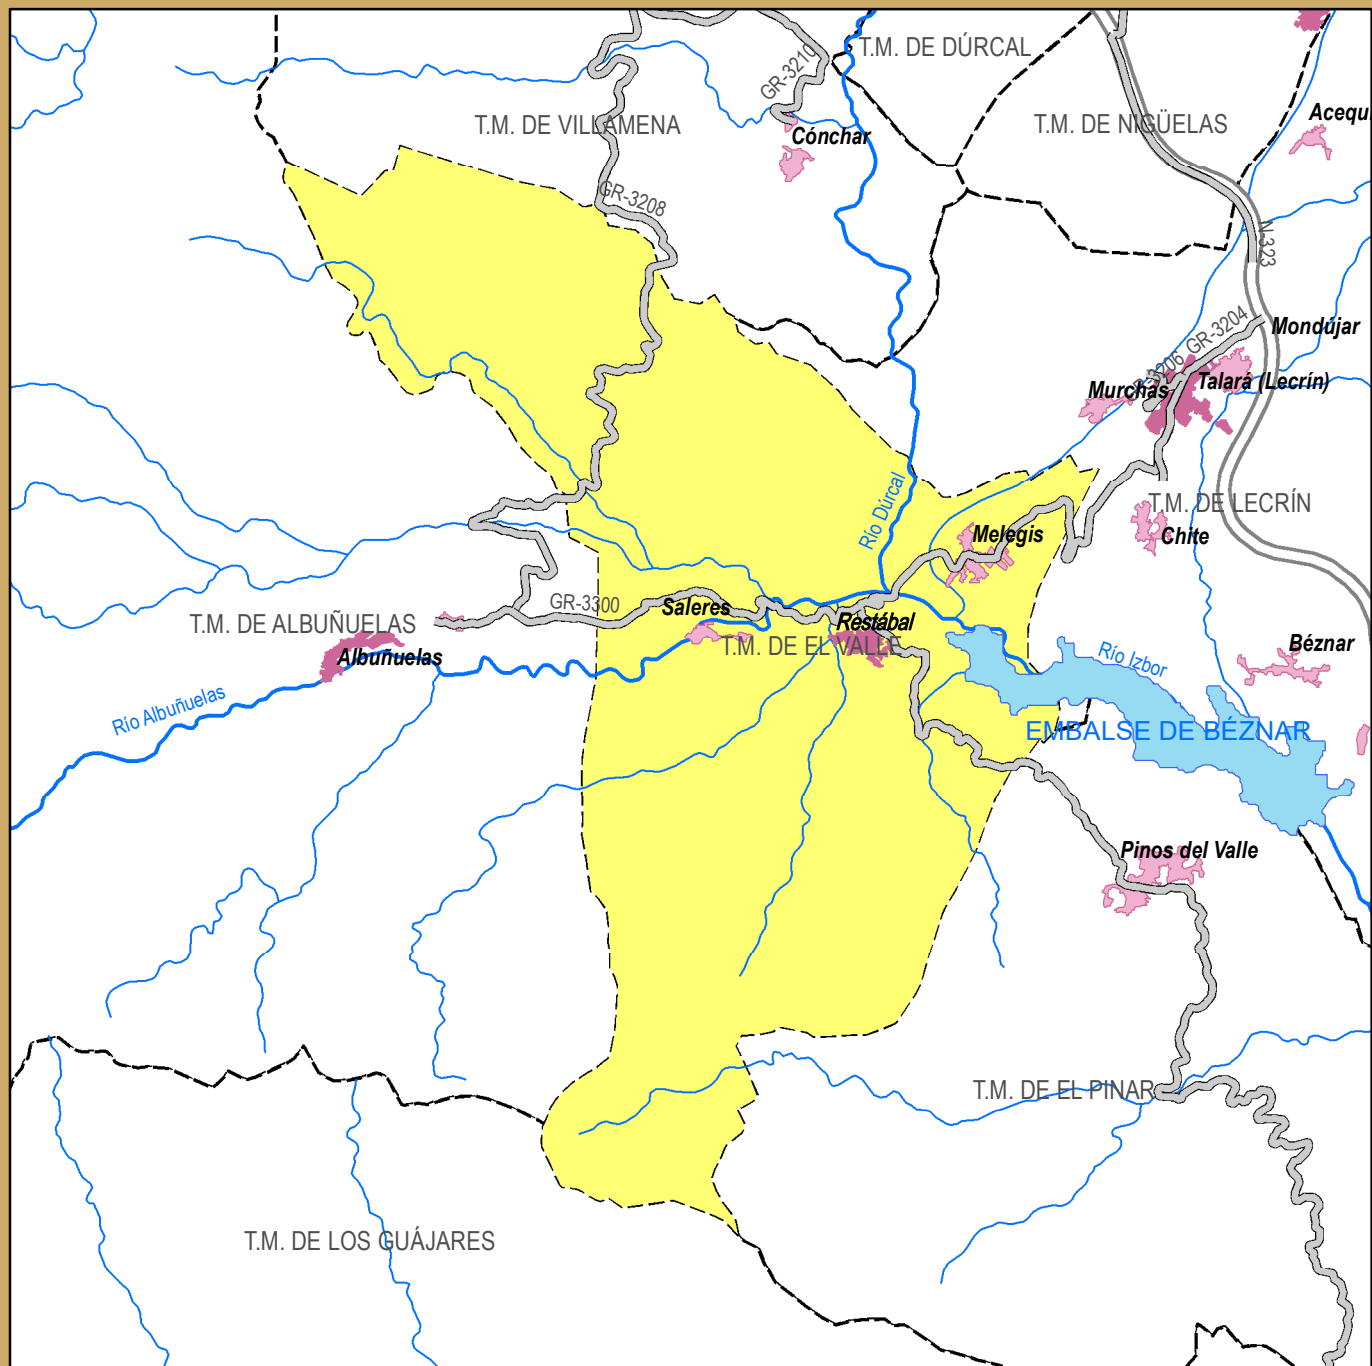 T.M. DE DÚRCAL
GR-3210
T.M. DE VILLAMENA
Cónchar
T.M. DE NIGÜELAS
Acequ
GR-3208
N-323
Mondújar
GR-3204
R-3206
Murchas
Talará (Lecrín)
T.M. DE LECRÍN
Río Dúrcal
Melegis
Chite
GR-3300
Saleres
Restábal
T.M. DE ALBUÑUELAS
T.M. DE EL VALLE
Albuñuelas
Béznar
Río Izbor
Río Albuñuelas
EMBALSE DE BÉZNAR
Pinos del Valle
T.M. DE EL PINAR
T.M. DE LOS GUÁJARES